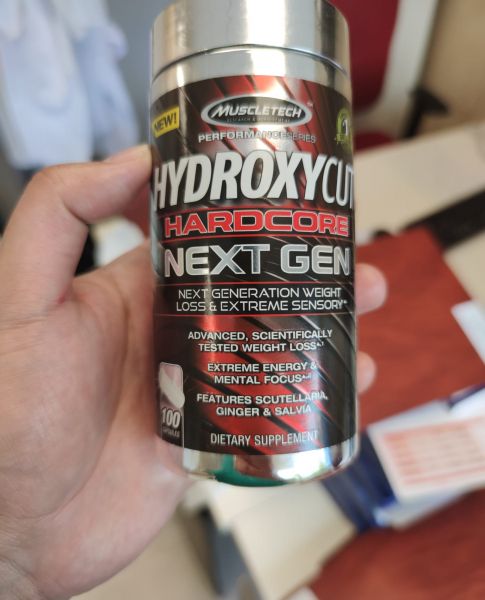 MUSCLETECH
NEW!
PERFORMANCE SERIES
HYDROXYCUT
HARDCORE
NEXT GEN
NEXT GENERATION WEIGHT
LOSS & EXTREME SENSORY
ADVANCED, SCIENTIFICALLY
TESTED WEIGHT LOSS
EXTREME ENERGY &
MENTAL FOCUS
FEATURES SCUTELLARIA,
GINGER & SALVIA
100
CAPSULES
DIETARY SUPPLEMENT